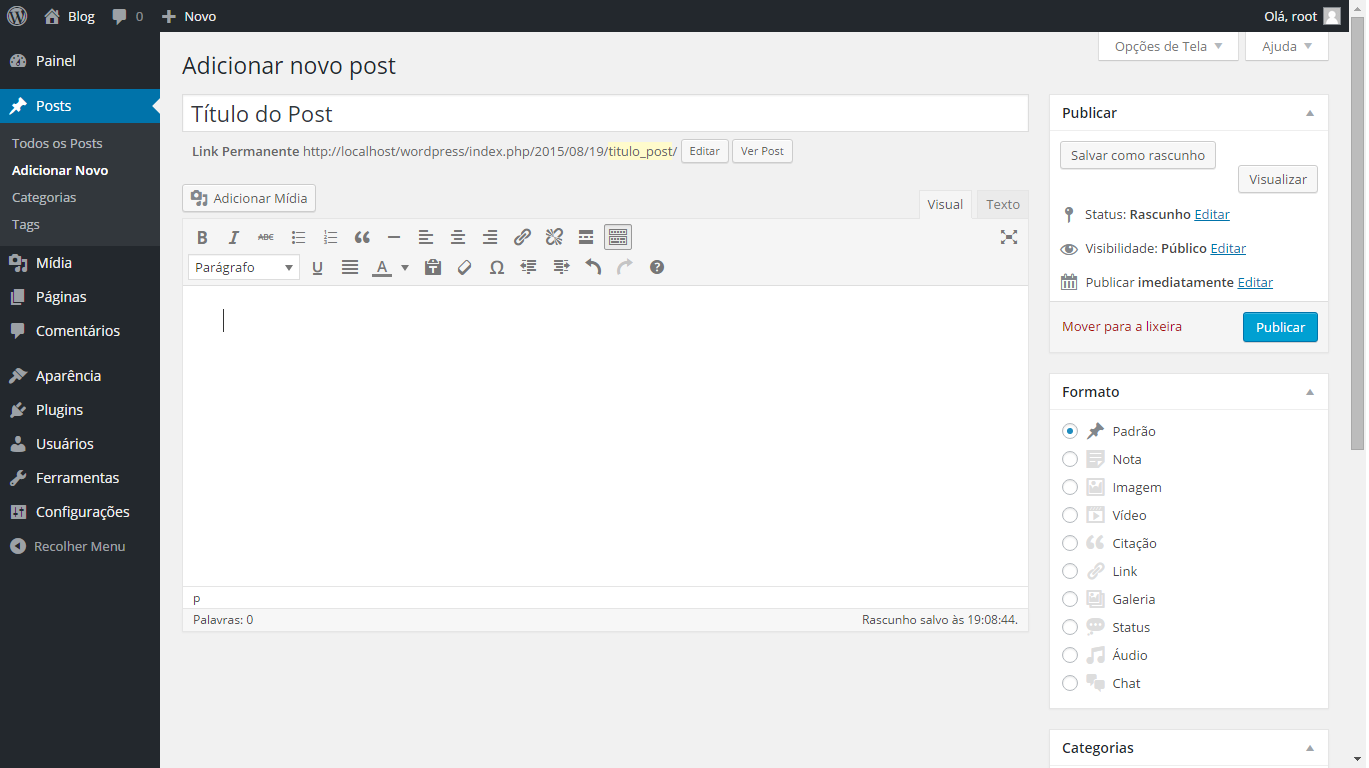 Blog 0 Novo Olá, root
Painel
Posts
Todos os Posts
Adicionar Novo
Categorias
Tags
Mídia
Páginas
Comentários
Aparência
Plugins
Usuários
Ferramentas
Configurações
Recolher Menu
Opções de Tela Ajuda
Adicionar novo post
Título do Post
Link Permanente http://localhost/wordpress/index.php/2015/08/19/titulo_post/ Editar Ver Post
Adicionar Mídia
Visual Texto
B I ABC
Parágrafo U A T Ω ?
p
Palavras: 0 Rascunho salvo às 19:08:44.
Publicar
Salvar como rascunho
Visualizar
Status: Rascunho Editar
Visibilidade: Público Editar
Publicar imediatamente Editar
Mover para a lixeira Publicar
Formato
Padrão
Nota
Imagem
Vídeo
Citação
Link
Galeria
Status
Áudio
Chat
Categorias